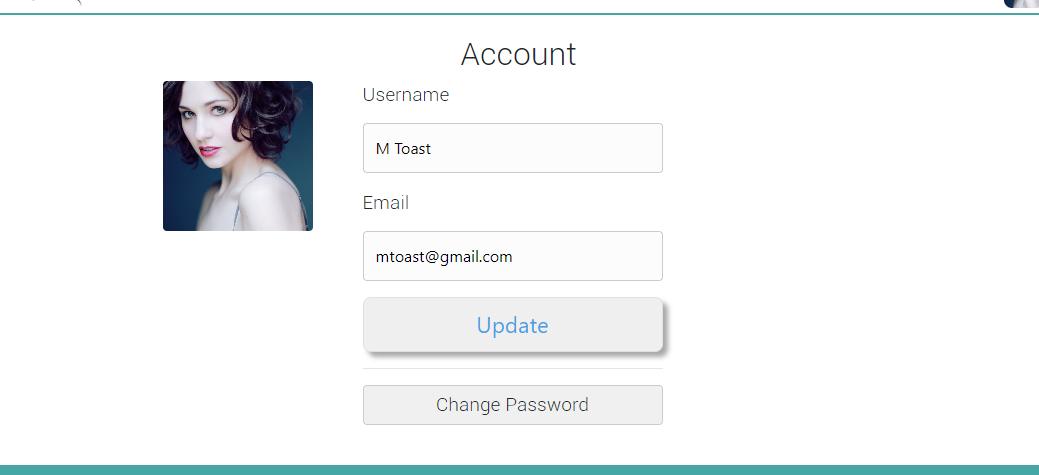 Account
Username
M Toast
Email
mtoast@gmail.com
Update
Change Password